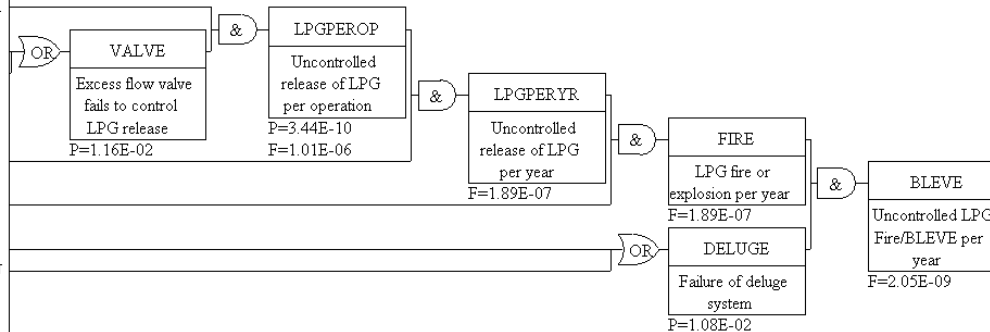 &
LPGPEROP
Uncontrolled
release of LPG
per operation
P=3.44E-10
F=1.01E-06
OR
VALVE
Excess flow valve
fails to control
LPG release
P=1.16E-02
&
LPGPERYR
Uncontrolled
release of LPG
per year
F=1.89E-07
&
FIRE
LPG fire or
explosion per year
F=1.89E-07
&
BLEVE
Uncontrolled LPG
Fire/BLEVE per
year
F=2.05E-09
OR
DELUGE
Failure of deluge
system
P=1.08E-02